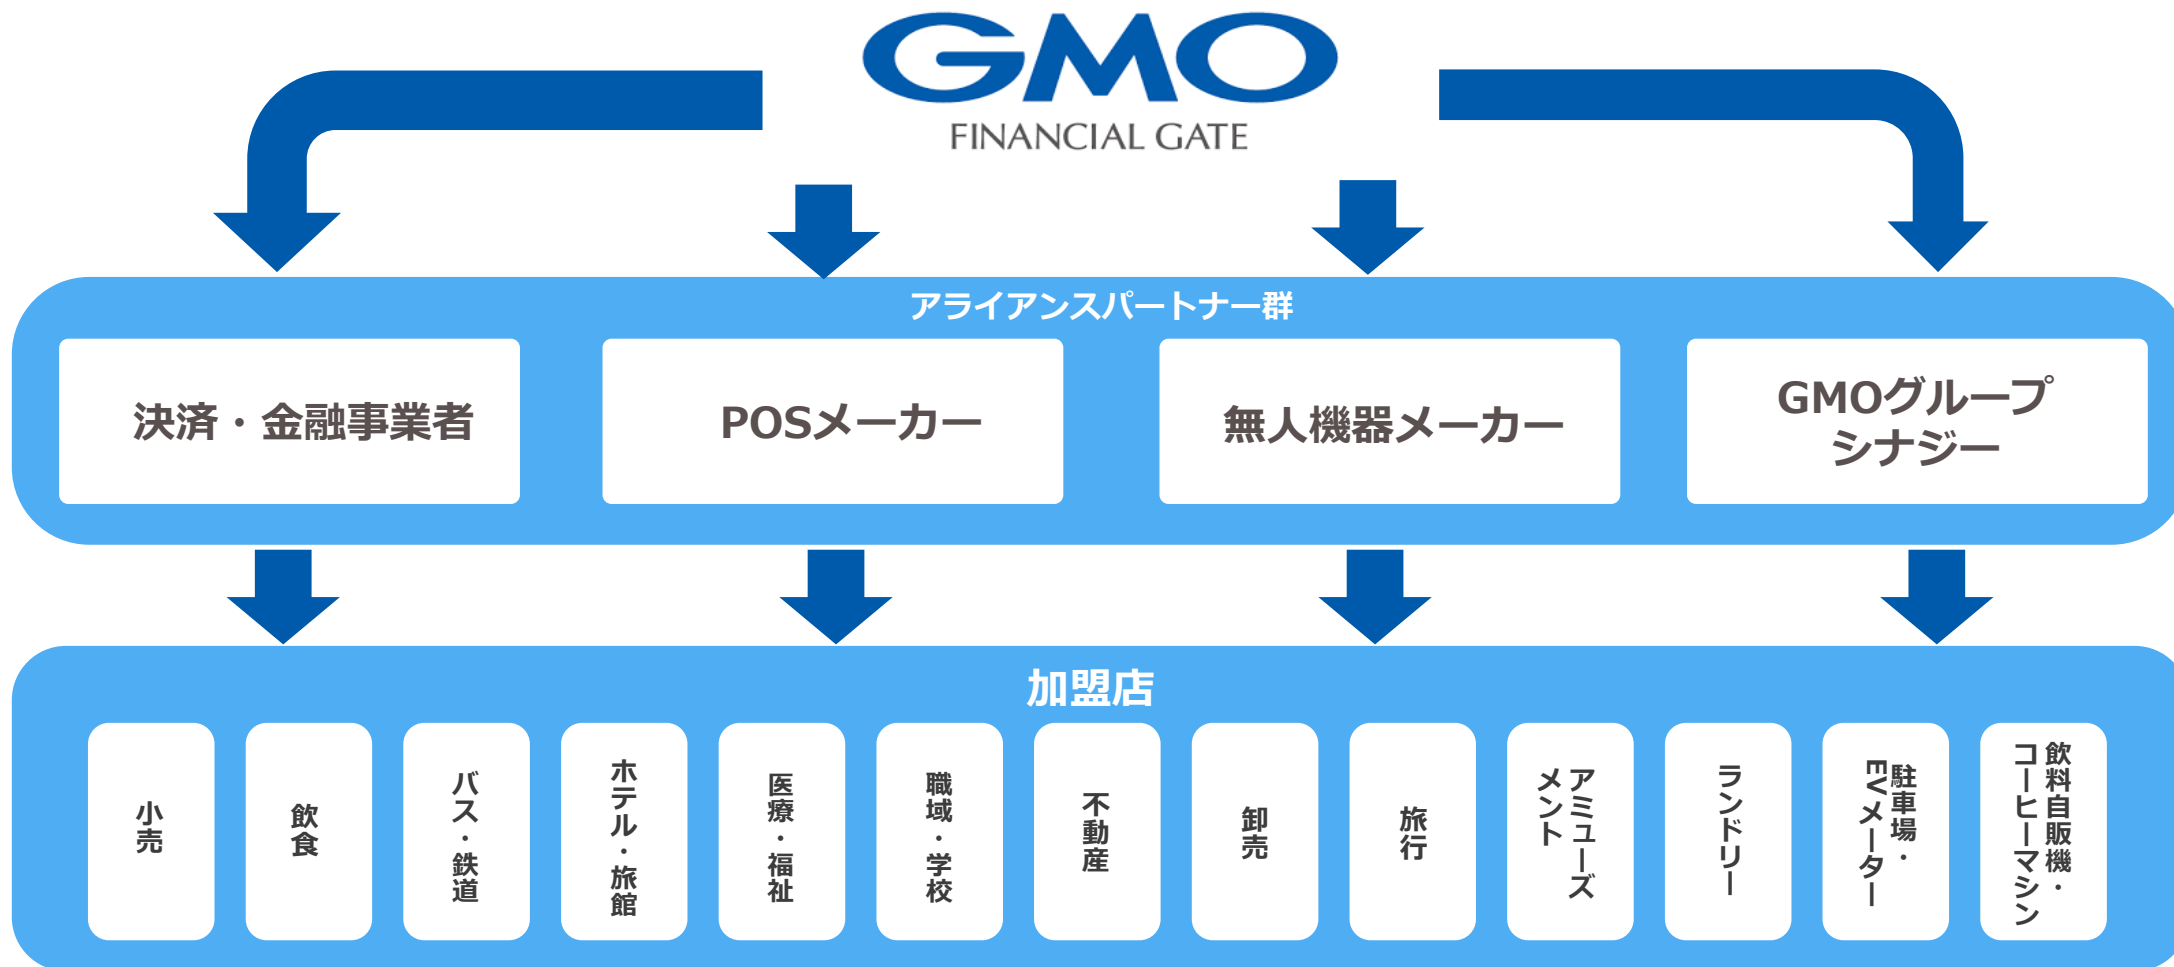 GMO
FINANCIAL GATE
アライアンスパートナー群
決済・金融事業者
POSメーカー
無人機器メーカー
GMOグループ
シナジー
加盟店
小売
飲食
バス・鉄道
ホテル・旅館
医療・福祉
職域・学校
不動産
卸売
旅行
アミューズ
メント
ランドリー
駐車場・
EVメーター
飲料自販機・
コーヒーマシン